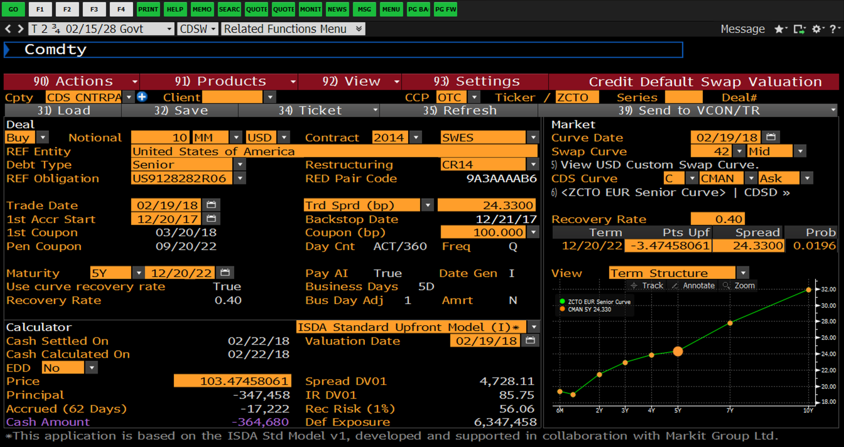 GO F1 F2 F3 F4 PRINT HELP MEMO SEARC QUOTE QUOTE MONIT NEWS MSG MENU PG BA PG FW
T 2 ¾ 02/15/28 Govt CDSW Related Functions Menu Message
Comdty
90) Actions 91) Products 92) View 93) Settings Credit Default Swap Valuation
Cpty CDS CNTRPA Client CCP OTC Ticker / ZCTO Series Deal#
31) Load 32) Save 34) Ticket 35) Refresh 39) Send to VCON/TR
Deal
Buy Notional 10 MM USD Contract 2014 SWES
REF Entity United States of America
Debt Type Senior Restructuring CR14
REF Obligation US9128282R06 RED Pair Code 9A3AAAAB6
Trade Date 02/19/18 Trd Sprd (bp) 24.3300
1st Accr Start 12/20/17 Backstop Date 12/21/17
1st Coupon 03/20/18 Coupon (bp) 100.000
Pen Coupon 09/20/22 Day Cnt ACT/360 Freq Q
Maturity 5Y 12/20/22 Pay AI True Date Gen I
Use curve recovery rate True Business Days 5D
Recovery Rate 0.40 Bus Day Adj 1 Amrt N
Calculator ISDA Standard Upfront Model (I)*
Cash Settled On 02/22/18 Valuation Date 02/19/18
Cash Calculated On 02/22/18
EDD No
Price 103.47458061 Spread DV01 4,728.11
Principal -347,458 IR DV01 85.75
Accrued (62 Days) -17,222 Rec Risk (1%) 56.06
Cash Amount -364,680 Def Exposure 6,347,458
Market
Curve Date 02/19/18
Swap Curve 42 Mid
5) View USD Custom Swap Curve.
CDS Curve C CMAN Ask
6) <ZCTO EUR Senior Curve> | CDSD »
Recovery Rate 0.40
Term Pts Upf Spread Prob
12/20/22 -3.47458061 24.3300 0.0196
View Term Structure
Track Annotate Zoom
ZCTO EUR Senior Curve
CMAN 5Y 24.330
32.00
30.00
28.00
26.00
24.00
22.00
20.00
18.00
6M 2Y 3Y 4Y 5Y 7Y 10Y
*This application is based on the ISDA Std Model v1, developed and supported in collaboration with Markit Group Ltd.